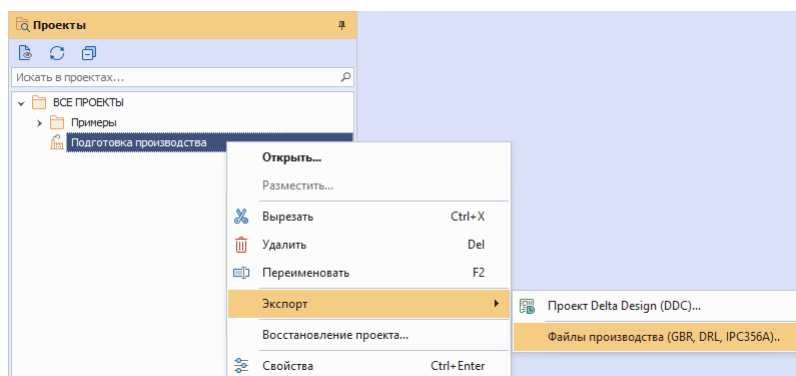 Проекты
Искать в проектах...
ВСЕ ПРОЕКТЫ
Примеры
Подготовка производства
Открыть...
Разместить...
Вырезать Ctrl+X
Удалить Del
Переименовать F2
Экспорт
Проект Delta Design (DDC)...
Восстановление проекта...
Файлы производства (GBR, DRL, IPC356A)..
Свойства Ctrl+Enter